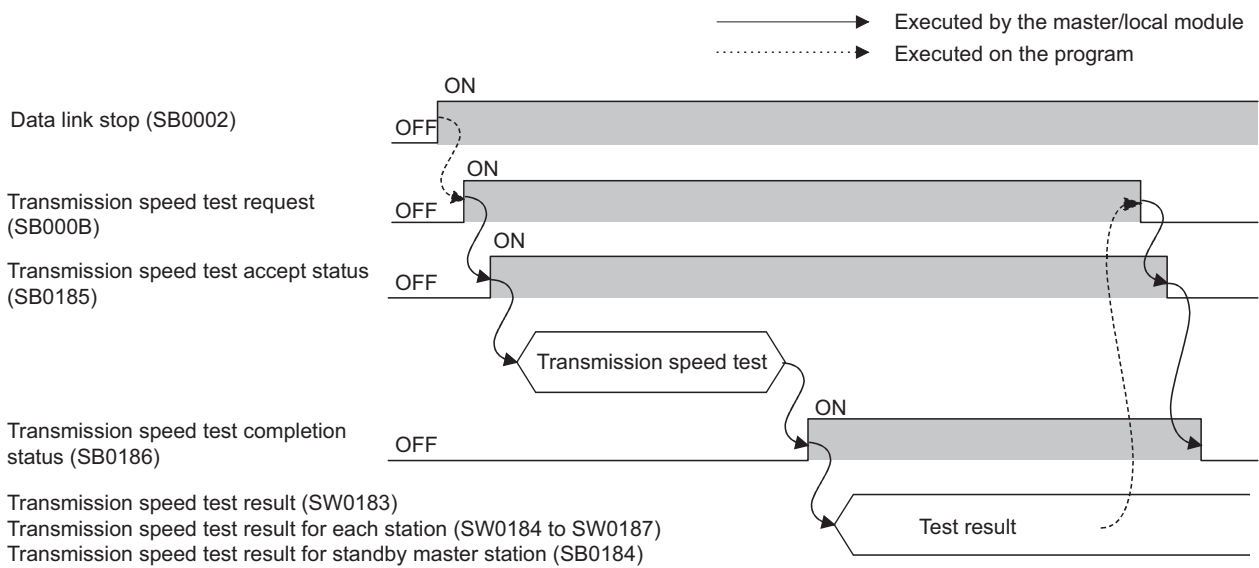 Executed by the master/local module
Executed on the program
ON
Data link stop (SB0002)
OFF
ON
Transmission speed test request
(SB000B)
OFF
ON
Transmission speed test accept status
(SB0185)
OFF
Transmission speed test
ON
Transmission speed test completion
status (SB0186)
OFF
Transmission speed test result (SW0183)
Transmission speed test result for each station (SW0184 to SW0187)
Transmission speed test result for standby master station (SB0184)
Test result